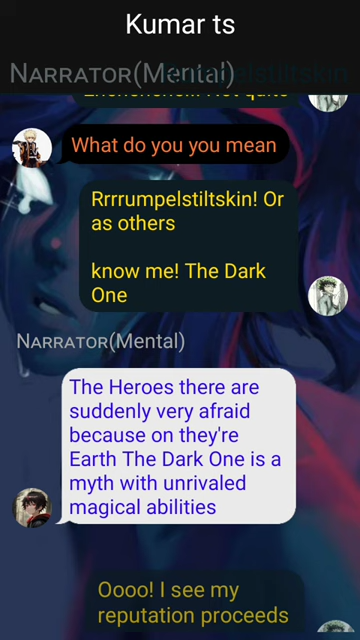 Kumar ts
NARRATOR(Mental)
What do you you mean
Rrrrumpelstiltskin! Or
as others
know me! The Dark
One
NARRATOR(Mental)
The Heroes there are
suddenly very afraid
because on they're
Earth The Dark One is a
myth with unrivaled
magical abilities
Oooo! I see my
reputation proceeds